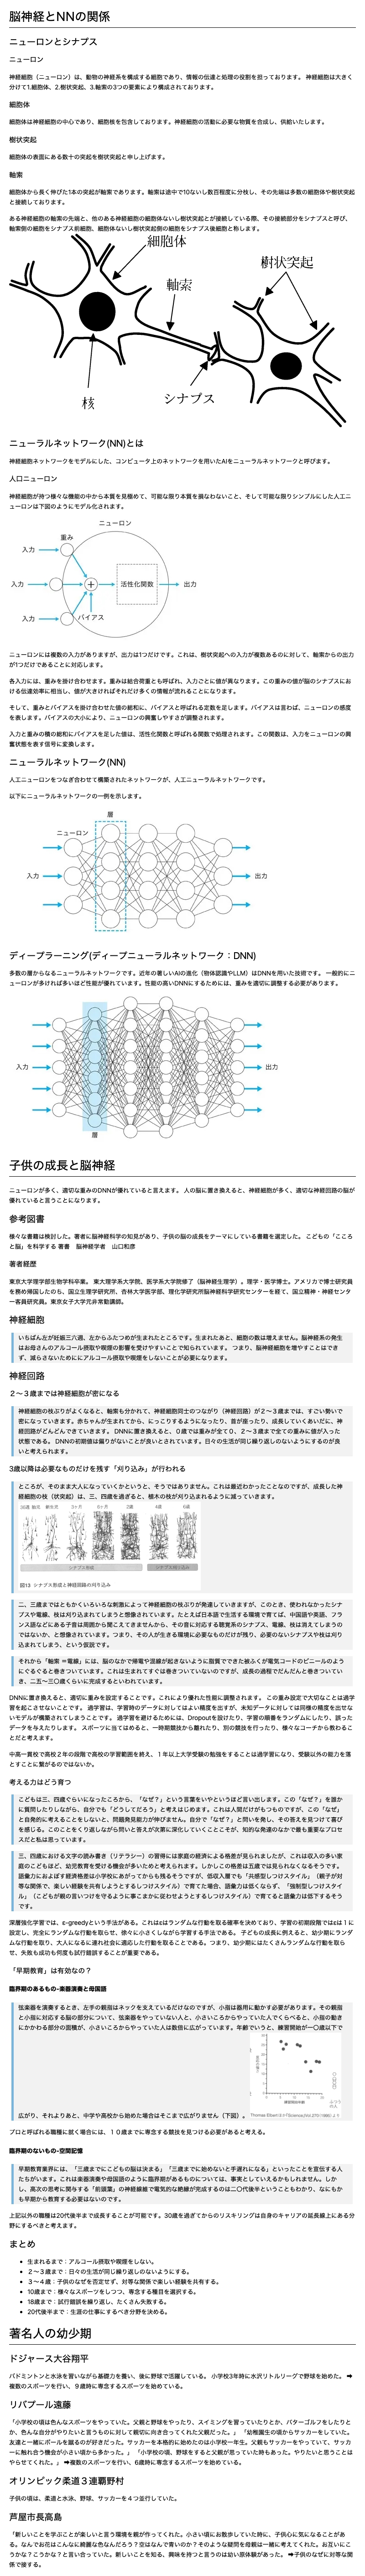 脳神経とNNの関係
ニューロンとシナプス
ニューロン
神経細胞（ニューロン）は、動物の神経系を構成する細胞であり、情報の伝達と処理の役割を担っております。 神経細胞は大きく
分けて1.細胞体、2.樹状突起、3.軸索の3つの要素により構成されております。
細胞体
細胞体は神経細胞の中心であり、細胞核を包含しております。神経細胞の活動に必要な物質を合成し、供給いたします。
樹状突起
細胞体の表面にある数十の突起を樹状突起と申し上げます。
軸索
細胞体から長く伸びた1本の突起が軸索であります。軸索は途中で10ないし数百程度に分枝し、その先端は多数の細胞体や樹状突起
と接続しております。
ある神経細胞の軸索の先端と、他のある神経細胞の細胞体ないし樹状突起とが接続している際、その接続部分をシナプスと呼び、
軸索側の細胞をシナプス前細胞、細胞体ないし樹状突起側の細胞をシナプス後細胞と称します。
細胞体
樹状突起
軸索
シナプス
核
ニューラルネットワーク(NN)とは
神経細胞ネットワークをモデルにした、コンピュータ上のネットワークを用いたAIをニューラルネットワークと呼びます。
人口ニューロン
神経細胞が持つ様々な機能の中から本質を見極めて、可能な限り本質を損なわないこと、そして可能な限りシンプルにした人工ニ
ューロンは下図のようにモデル化されます。
ニューロン
重み
入力
入力
+
活性化関数
出力
入力
バイアス
ニューロンには複数の入力がありますが、出力は1つだけです。これは、樹状突起への入力が複数あるのに対して、軸索からの出力
が1つだけであることに対応します。
各入力には、重みを掛け合わせます。重みは結合荷重とも呼ばれ、入力ごとに値が異なります。この重みの値が脳のシナプスにお
ける伝達効率に相当し、値が大きければそれだけ多くの情報が流れることになります。
そして、重みとバイアスを掛け合わせた値の総和に、バイアスと呼ばれる定数を足します。バイアスは言わば、ニューロンの感度
を表します。バイアスの大小により、ニューロンの興奮しやすさが調整されます。
入力と重みの積の総和にバイアスを足した値は、活性化関数と呼ばれる関数で処理されます。この関数は、入力をニューロンの興
奮状態を表す信号に変換します。
ニューラルネットワーク(NN)
人工ニューロンをつなぎ合わせて構築されたネットワークが、人工ニューラルネットワークです。
以下にニューラルネットワークの一例を示します。
層
ニューロン
入力
出力
ディープラーニング(ディープニューラルネットワーク：DNN)
多数の層からなるニューラルネットワークです。近年の著しいAIの進化（物体認識やLLM）はDNNを用いた技術です。 一般的にニ
ューロンが多ければ多いほど性能が優れています。性能の高いDNNにするためには、重みを適切に調整する必要があります。
入力
出力
層
子供の成長と脳神経
ニューロンが多く、適切な重みのDNNが優れていると言えます。 人の脳に置き換えると、神経細胞が多く、適切な神経回路の脳が
優れていると言うことになります。
参考図書
様々な書籍は検討した。著者に脳神経科学の知見があり、子供の脳の成長をテーマにしている書籍を選定した。 こども「こころ
と脳」を科学する 著書　脳神経学者　山口和彦
著者経歴
東京大学理学部生物学科卒業。 東大理学系大学院、医学系大学院修了（脳神経生理学）。理学・医学博士。アメリカで博士研究員
を務め帰国したのち、国立生理学研究所、杏林大学医学部、理化学研究所脳神経科学研究センターを経て、国立精神・神経センタ
ー客員研究員。東京女子大学元非常勤講師。
神経細胞
いちばん左が妊娠三六週、左からふたつめが生まれたところです。生まれたあと、細胞の数は増えません。脳神経系の発生
はお母さんのアルコール摂取や喫煙の影響を受けやすいことで知られています。 つまり、脳神経細胞を増やすことはでき
ず、減らさないためににアルコール摂取や喫煙をしないことが必要になります。
神経回路
２〜３歳までは神経細胞が密になる
神経細胞の枝ぶりがよくなると、軸索も分かれて、神経細胞同士のつながり（神経回路）が２〜３歳までは、すごい勢いで
密になっていきます。赤ちゃんが生まれてから、にっこりするようになったり、首が座ったり、成長していくあいだに、神
経回路がどんどんできていきます。 DNNに置き換えると、０歳では重みが全て０、２〜３歳まで全ての重みに値が入った
状態である。 DNNの初期値は偏りがないことが良いとされています。日々の生活が同じ繰り返しのないようにするのが良
いと考えられます。
3歳以降は必要なものだけを残す「刈り込み」が行われる
ところが、そのまま大人になっていくかというと、そうではありません。これは最近わかったことなのですが、成長した神
経細胞の枝（状突起）は、三、四歳を過ぎると、植木の枝が刈り込まれるように減っていきます。
36週 胎児 新生児 3ヶ月 6ヶ月 2歳 4歳 6歳
シナプス形成
シナプス刈り込み
図13 シナプス形成と神経回路の刈り込み
二、三歳まではともかくいろいろな刺激によって神経細胞の枝ぶりが発達していきますが、このとき、使われなかったシナ
プスや電線、枝は刈り込まれてしまうと想像されています。たとえば日本語で生活する環境で育てば、中国語や英語、フラ
ンス語などにある子音は周囲から聞こえてきませんから、その音に対応する聴覚系のシナプス、電線、枝は消えてしまうの
ではないか、と想像されています。つまり、その人が生きる環境に必要なものだけが残り、必要のないシナプスや枝は刈り
込まれてしまう、という仮説です。
それから「軸索 ＝電線」には、脳のなかで帰電や混線が起きないように脂質でできた被ふくが電気コードのビニールのよう
にぐるぐると巻きついています。これは生まれてすぐは巻きついていないのですが、成長の過程でだんだんと巻きついてい
き、二五〜三〇歳くらいに完成するといわれています。
DNNに置き換えると、適切に重みを設定することです。これにより優れた性能に調整されます。 この重み設定で大切なことは過学
習を起こさせないことです。 過学習は、学習時のデータに対してはよい精度を出すが、未知データに対しては同様の精度を出せな
いモデルが構築されてしまうことです。 過学習を避けるためには、Dropoutを設けたり、学習の順番をランダムにしたり、誤った
データを与えたりします。 スポーツに当てはめると、一時期競技から離れたり、別の競技を行ったり、様々なコーチから教わるこ
とだと考えます。
中高一貫校で高校２年の段階で高校の学習範囲を終え、１年以上大学受験の勉強をすることは過学習になり、受験以外の能力を落
とすことに繋がるのではないか。
考える力はどう育つ
こどもは三、四歳ぐらいになったころから、「なぜ？」という言葉をいやというほど言い出します。この「なぜ？」を誰か
に質問したりしながら、自分でも「どうしてだろう」と考えはじめます。これは人間だけがもつものですが、この「なぜ」
と自発的に考えることをしないと、問題発見能力が伸びません。自分で「なぜ？」と問いを発し、その答えを見つけて喜び
を感じる。このことをくり返しながら問いと答えが次第に深化していくことこそが、知的な発達のなかで最も重要なプロセ
スだと私は思っています。
三、四歳における文字の読み書き（リテラシー）の習得には家庭の経済による格差が見られましたが、これは収入の多い家
庭のこどもほど、幼児教育を受ける機会が多いためと考えられます。しかしこの格差は五歳では見られなくなるそうです。
語彙力におよぼす経済格差は小学校にあがってからも残るそうですが、低収入層でも「共感型しつけスタイル」（親子が対
等な関係で、楽しい経験を共有しようとするしつけスタイル）で育てた場合、語彙力は低くならず、「強制型しつけスタイ
ル」（こどもが親の言いつけを守るように事こまかに従わせようとするしつけスタイル）で育てると語彙力は低下するそう
です。
深層強化学習では、ε-greedyという手法がある。これはεはランダムな行動を取る確率を決めており、学習の初期段階ではεは１に
設定し、完全にランダムな行動を取らせ、徐々に小さくしながら学習する手法である。 子どもの成長に例えると、幼少期にランダ
ムな行動を取り、大人になるに連れ社会に適応した行動を取ることである。つまり、幼少期にはたくさんランダムな行動を取ら
せ、失敗も成功も何度も試行錯誤することが重要である。
「早期教育」は有効なの？
臨界期のあるもの-楽器演奏と母国語
弦楽器を演奏するとき、左手の親指はネックを支えているだけなのですが、小指は器用に動かす必要があります。その親指
と小指に対応する脳の部分について、弦楽器をやっていない人と、小さいころからやっていた人でくらべると、小指の動き
にかかわる部分の面積が、小さいころからやっていた人は数倍に広がっています。年齢でいうと、練習開始が一〇歳以下で
広がり、それよりあと、中学や高校から始めた場合はそこまで広がりません（下図）。
練習開始年齢
プロと呼ばれる職種に就く場合には、１０歳までに専念する競技を見つける必要があると考える。
臨界期のないもの-空間記憶
早期教育業界には、「三歳までにこどもの脳は決まる」「三歳までに始めないと手遅れになる」といったことを宣伝する人
たちがいます。これは楽器演奏や母国語のように臨界期があるものについては、事実としていえるかもしれません。しか
し、高次の思考に関与する「前頭葉」の神経線維で電気的な絶縁が完成するのは二〇代後半ということもわかり、なにもか
も早期から教育する必要はないのです。
上記以外の職種は20代後半まで成長することが可能です。30歳を過ぎてからのリスキリングは自身のキャリアの延長線上にある分
野にするべきと考えます。
まとめ
生まれるまで：アルコール摂取や喫煙をしない。
２〜３歳まで：日々の生活が同じ繰り返しのないようにする。
３〜４歳：子供のなぜを否定せず、対等な関係で楽しい経験を共有する。
10歳まで：様々なスポーツをしつつ、専念する種目を選択する。
18歳まで：試行錯誤を繰り返し、たくさん失敗する。
20代後半まで：生涯の仕事にするべき分野を決める。
著名人の幼少期
ドジャース大谷翔平
バドミントンと水泳を習いながら基礎力を養い、後に野球で活躍している。 小学校3年時に水沢リトルリーグで野球を始めた。 ➡
複数のスポーツを行い、９歳時に専念するスポーツを始めている。
リバプール遠藤
「小学校の頃は色んなスポーツをやっていた。父親と野球をやったり、スイミングを習っていたりとか、パターゴルフをしたりと
か、色んな自分がやりたいと言うものに対して親切に向き合ってくれた父親だった。」 「幼稚園生の頃からサッカーをしていた。
友達と一緒にボールを蹴るのが好きだった。サッカーを本格的に始めたのは小学校一年生。父親もサッカーをやっていて、サッカ
ーに触れ合う機会が小さい頃から多かった。」 「小学校の頃、野球をすると父親が思っていた時もあった。やりたいと思うことは
やらせてくれた。」 ➡複数のスポーツを行い、6歳時に専念するスポーツを始めている。
オリンピック柔道３連覇野村
子供の頃は、柔道と水泳、野球、サッカーを４つ並行していた。
芦屋市長高島
「新しいことを学ぶことが楽しいと言う環境を親が作ってくれた。小さい頃にお散歩していた時に、子供心に気になることがあ
る。なんでお花はこんなに綺麗な色なんだろう？空はなんで青いのか？そのような疑問を母親は一緒に考えてくれた。お互いにこ
うかな？こうかな？と言い合っていた。新しいことを知る、興味を持つと言うのは幼い原体験があった。 ➡子供のなぜに対等な関
係で接する。